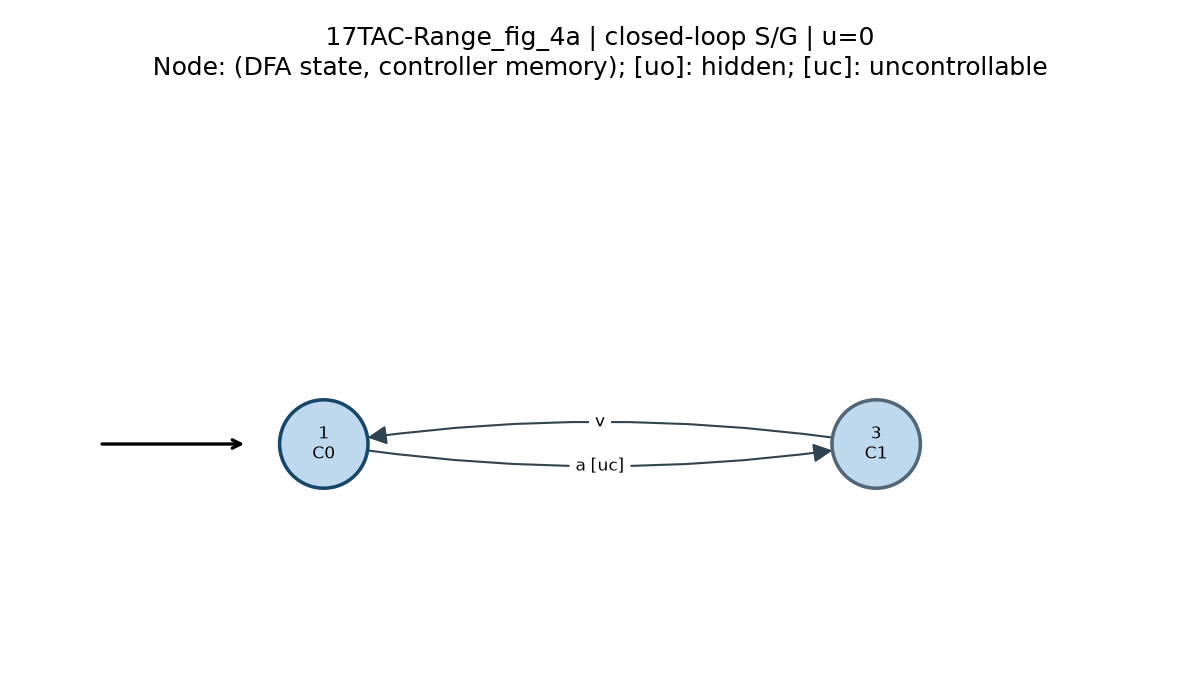 17TAC-Range_fig_4a | closed-loop S/G | u=0
Node: (DFA state, controller memory); [uo]: hidden; [uc]: uncontrollable
1
C0
v
a [uc]
3
C1